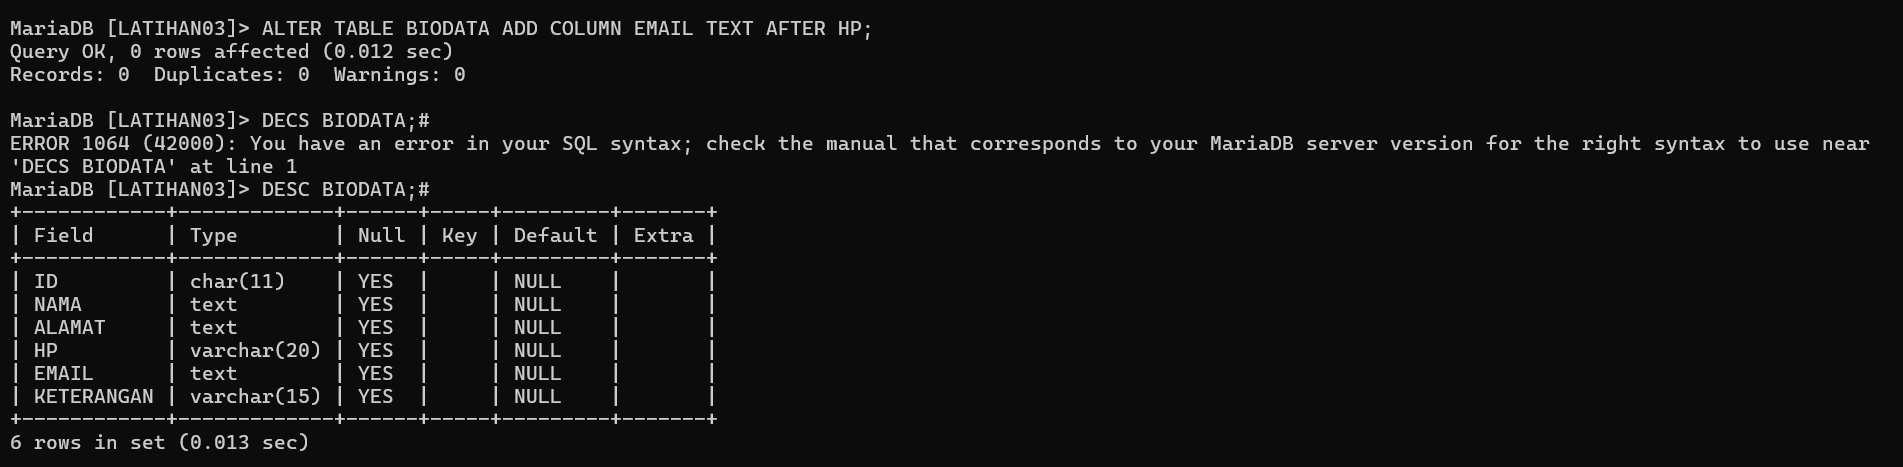 MariaDB [LATIHAN03]> ALTER TABLE BIODATA ADD COLUMN EMAIL TEXT AFTER HP;
Query OK, 0 rows affected (0.012 sec)
Records: 0  Duplicates: 0  Warnings: 0

MariaDB [LATIHAN03]> DECS BIODATA;#
ERROR 1064 (42000): You have an error in your SQL syntax; check the manual that corresponds to your MariaDB server version for the right syntax to use near
'DECS BIODATA' at line 1
MariaDB [LATIHAN03]> DESC BIODATA;#
+------------+-------------+------+-----+---------+-------+
| Field      | Type        | Null | Key | Default | Extra |
+------------+-------------+------+-----+---------+-------+
| ID         | char(11)    | YES  |     | NULL    |       |
| NAMA       | text        | YES  |     | NULL    |       |
| ALAMAT     | text        | YES  |     | NULL    |       |
| HP         | varchar(20) | YES  |     | NULL    |       |
| EMAIL      | text        | YES  |     | NULL    |       |
| KETERANGAN | varchar(15) | YES  |     | NULL    |       |
+------------+-------------+------+-----+---------+-------+
6 rows in set (0.013 sec)